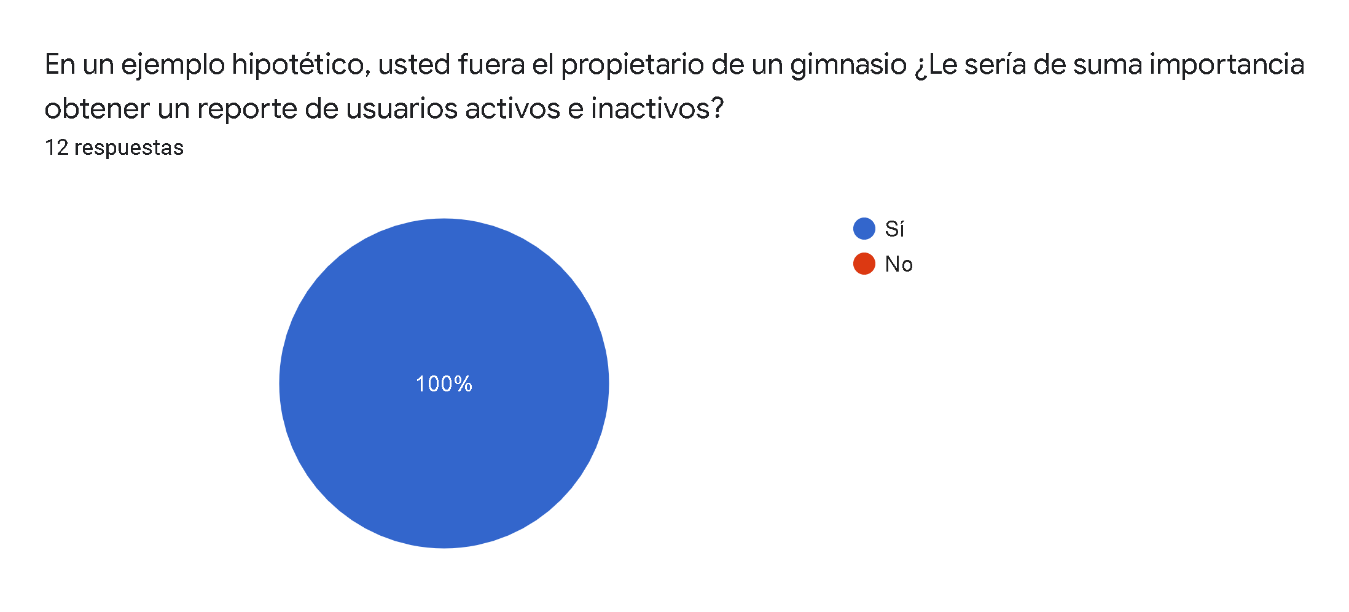 En un ejemplo hipotético, usted fuera el propietario de un gimnasio ¿Le sería de suma importancia
obtener un reporte de usuarios activos e inactivos?
12 respuestas
Sí
No
100%